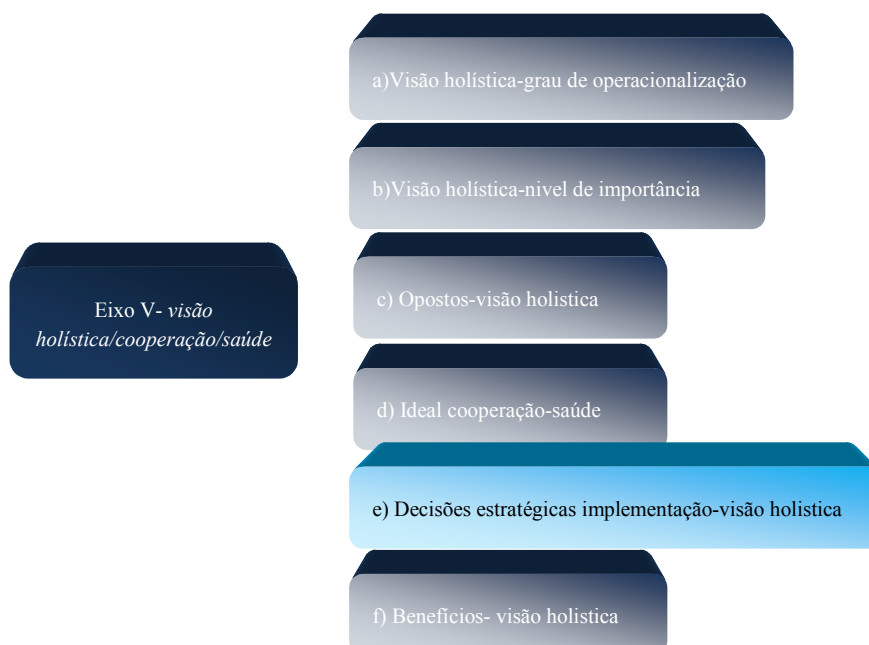 a)Visão holística-grau de operacionalização
b)Visão holística-nivel de importância
c) Opostos-visão holistica
Eixo V- visão
holística/cooperação/saúde
d) Ideal cooperação-saúde
e) Decisões estratégicas implementação-visão holistica
f) Benefícios- visão holistica